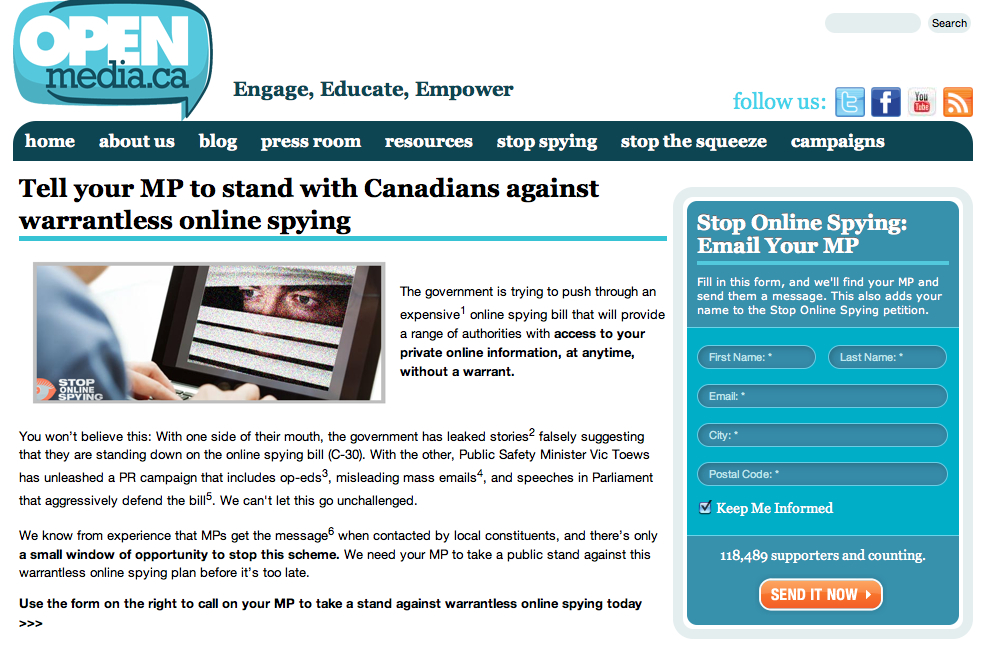 OPEN
media.ca
Engage, Educate, Empower
Search
follow us:
You
Tube
home about us blog press room resources stop spying stop the squeeze campaigns
Tell your MP to stand with Canadians against
warrantless online spying
STOP
ONLINE
SPYING
The government is trying to push through an
expensive1 online spying bill that will provide
a range of authorities with access to your
private online information, at anytime,
without a warrant.
You won't believe this: With one side of their mouth, the government has leaked stories2 falsely suggesting
that they are standing down on the online spying bill (C-30). With the other, Public Safety Minister Vic Toews
has unleashed a PR campaign that includes op-eds3, misleading mass emails4, and speeches in Parliament
that aggressively defend the bill5. We can't let this go unchallenged.
We know from experience that MPs get the message6 when contacted by local constituents, and there's only
a small window of opportunity to stop this scheme. We need your MP to take a public stand against this
warrantless online spying plan before it's too late.
Use the form on the right to call on your MP to take a stand against warrantless online spying today
>>>
Stop Online Spying:
Email Your MP
Fill in this form, and we'll find your MP and
send them a message. This also adds your
name to the Stop Online Spying petition.
First Name: * Last Name: *
Email: *
City: *
Postal Code: *
Keep Me Informed
118,489 supporters and counting.
SEND IT NOW